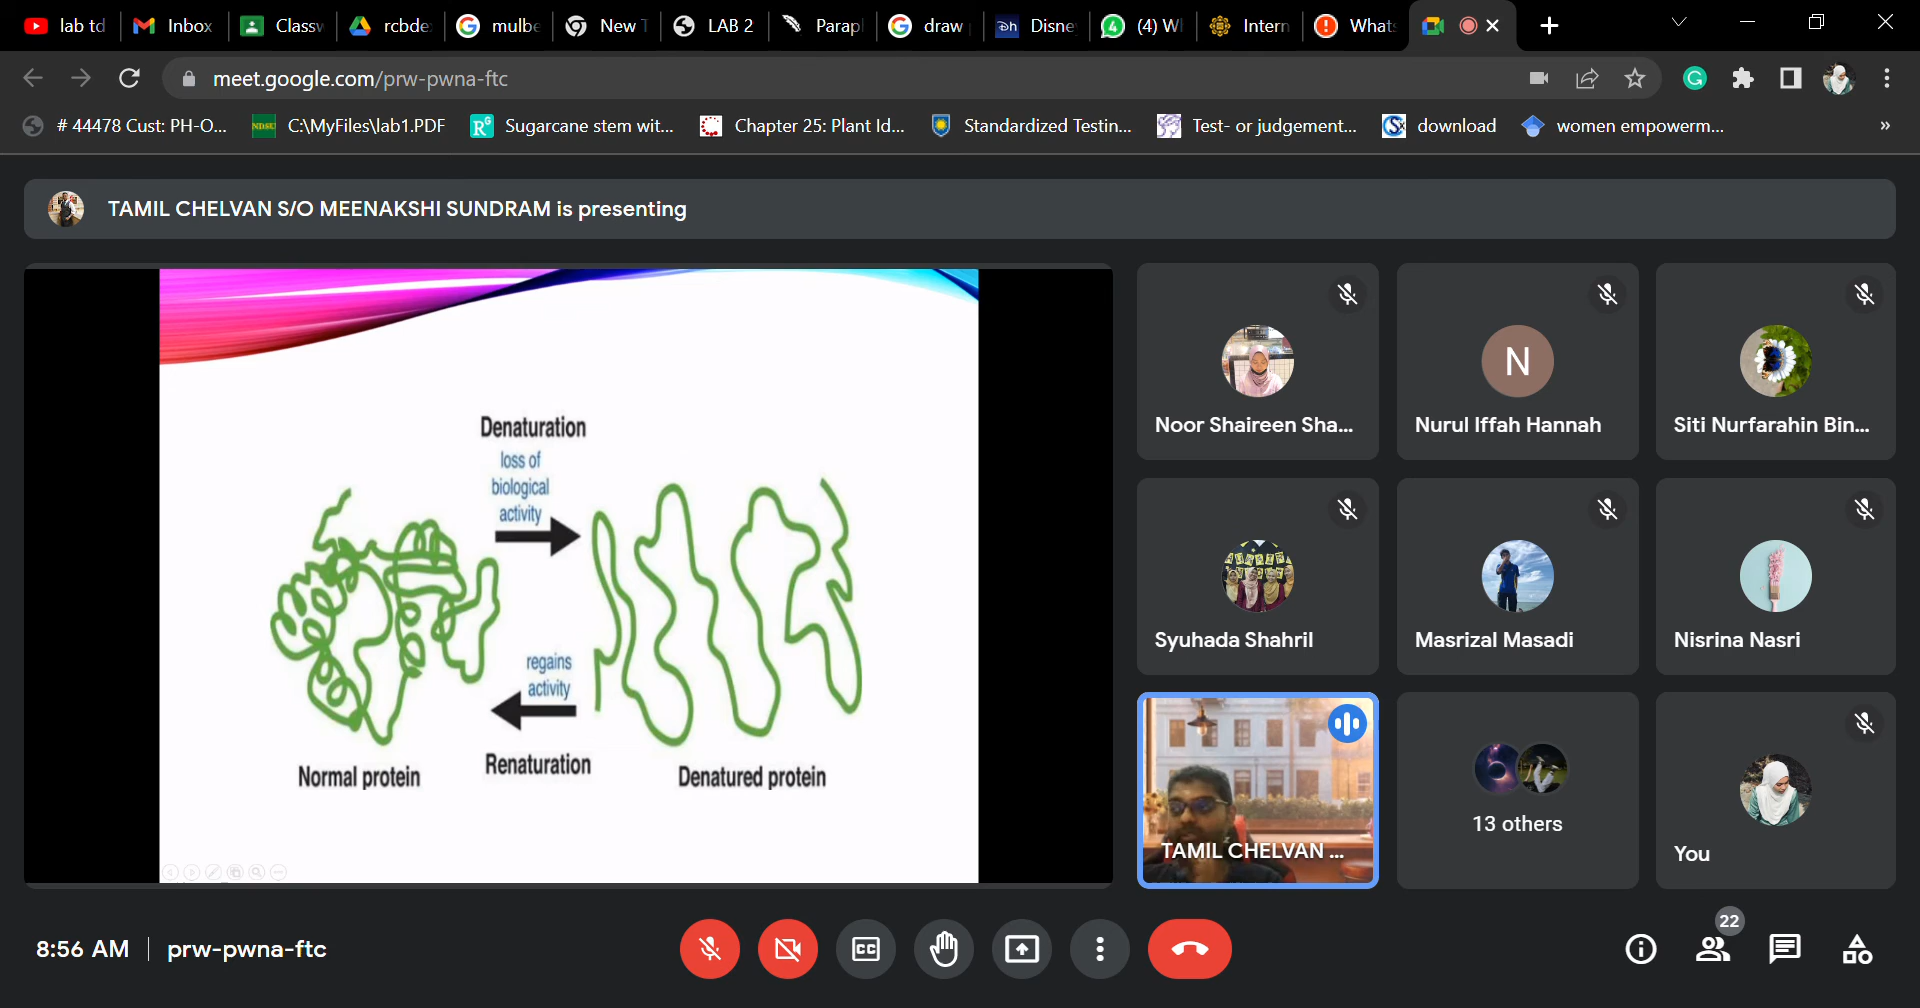 lab td
Inbox
Classw
rcbde
mulbe
New T
LAB 2
Parapl
draw
Disne
(4) W
Intern
Whats
meet.google.com/prw-pwna-ftc
# 44478 Cust: PH-O...
C:\MyFiles\lab1.PDF
Sugarcane stem wit...
Chapter 25: Plant Id...
Standardized Testin...
Test- or judgement...
download
women empowerm...
»
TAMIL CHELVAN S/O MEENAKSHI SUNDRAM is presenting
Denaturation
loss of
biological
activity
regains
activity
Renaturation
Normal protein
Denatured protein
Noor Shaireen Sha...
N
Nurul Iffah Hannah
Siti Nurfarahin Bin...
Syuhada Shahril
Masrizal Masadi
Nisrina Nasri
TAMIL CHELVAN ...
13 others
You
8:56 AM
prw-pwna-ftc
CC
22